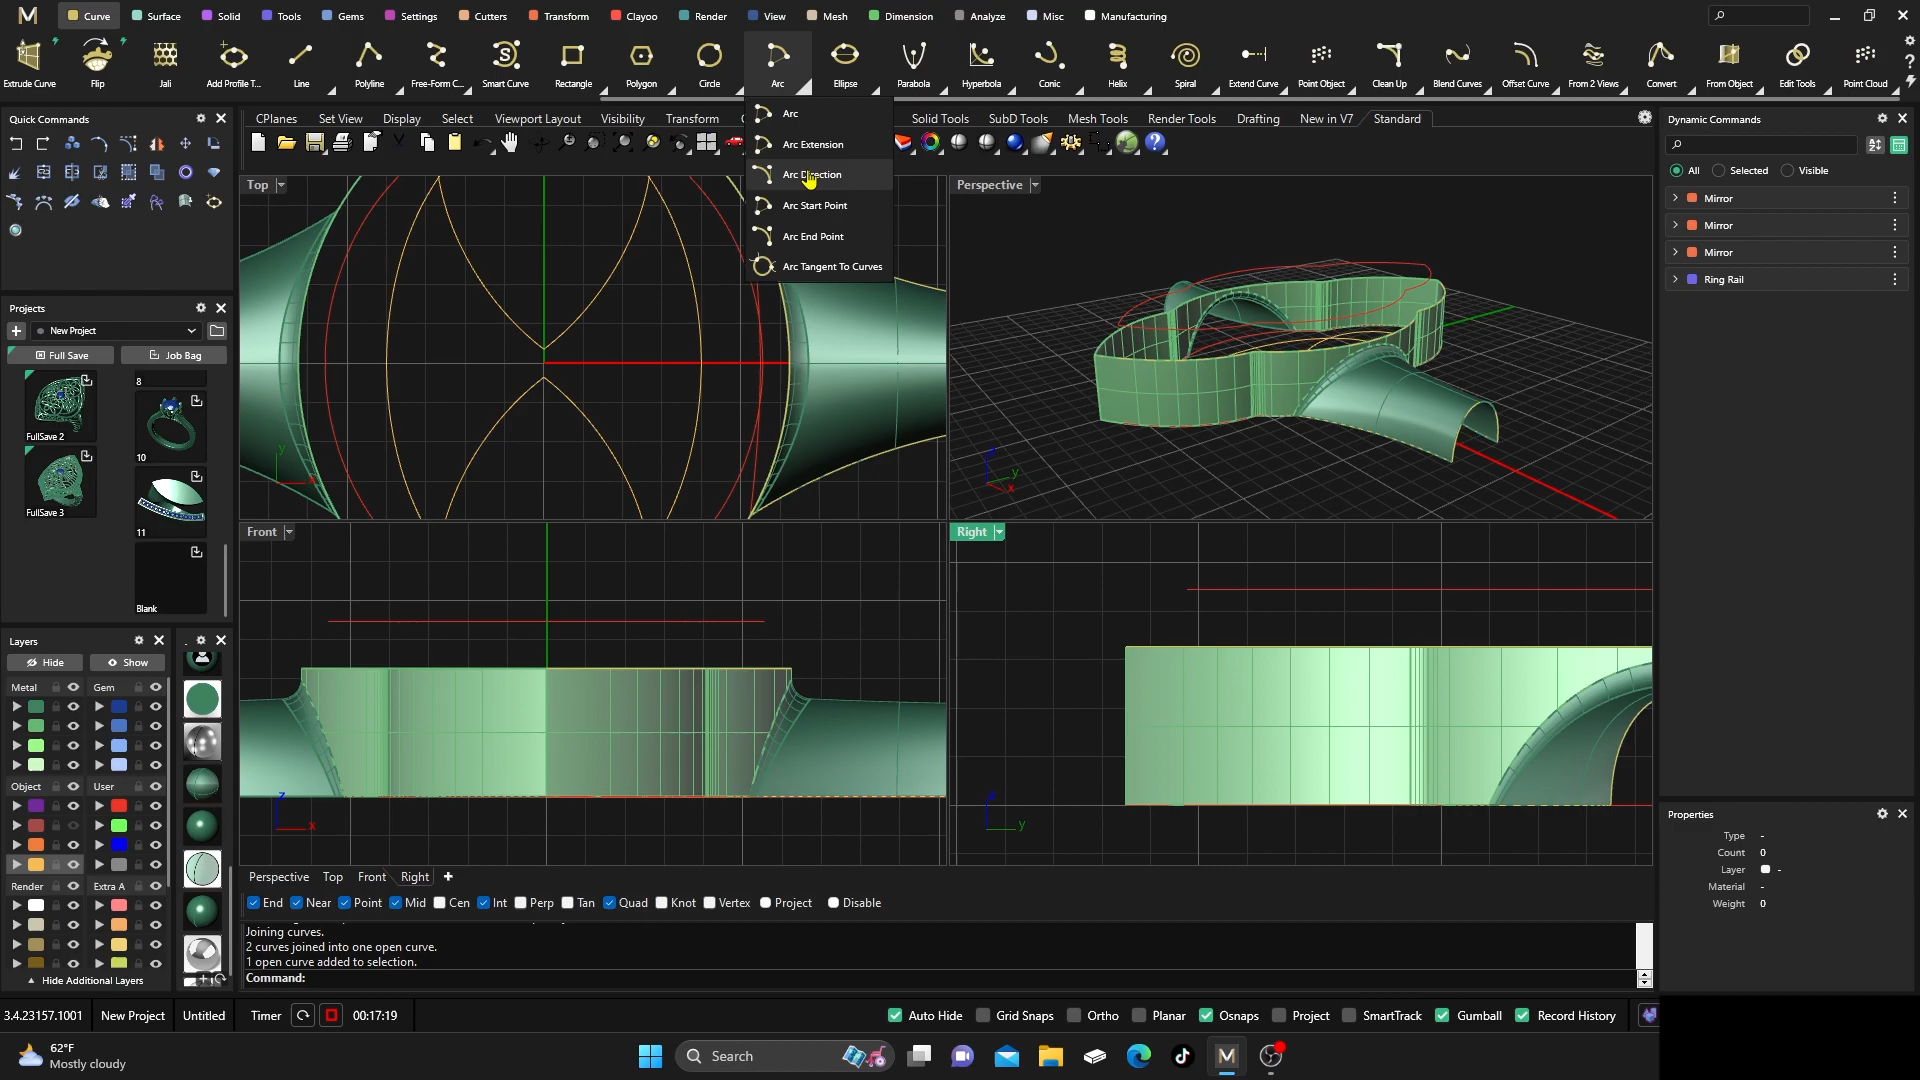 Curve Surface Solid Tools Gems Settings Cutters Transform Clayoo Render View Mesh Dimension Analyze Misc Manufacturing
Extrude Curve Flip Jali Add Profile T... Line Polyline Free-Form C... Smart Curve Rectangle Polygon Circle Arc Ellipse Parabola Hyperbola Conic Helix Spiral Extend Curve Point Object Clean Up Blend Curves Offset Curve From 2 Views Convert From Object Edit Tools Point Cloud
Quick Commands
CPlanes Set View Display Select Viewport Layout Visibility Transform Solid Tools SubD Tools Mesh Tools Render Tools Drafting New in V7 Standard
Arc
Arc Extension
Arc Direction
Arc Start Point
Arc End Point
Arc Tangent To Curves
Top
Perspective
Front
Right
Dynamic Commands
All Selected Visible
Mirror
Mirror
Mirror
Ring Rail
Projects
New Project
Full Save Job Bag
8
FullSave 2
10
FullSave 3
11
Blank
Layers
Hide Show
Metal Gem
Object User
Render Extra A
Hide Additional Layers
y
x
z
y
x
z
x
z
y
Perspective Top Front Right
End Near Point Mid Cen Int Perp Tan Quad Knot Vertex Project Disable
Joining curves.
2 curves joined into one open curve.
1 open curve added to selection.
Command:
Properties
Type -
Count 0
Layer -
Material -
Weight 0
3.4.23157.1001 New Project Untitled Timer 00:17:19 Auto Hide Grid Snaps Ortho Planar Osnaps Project SmartTrack Gumball Record History
62°F
Mostly cloudy
Search